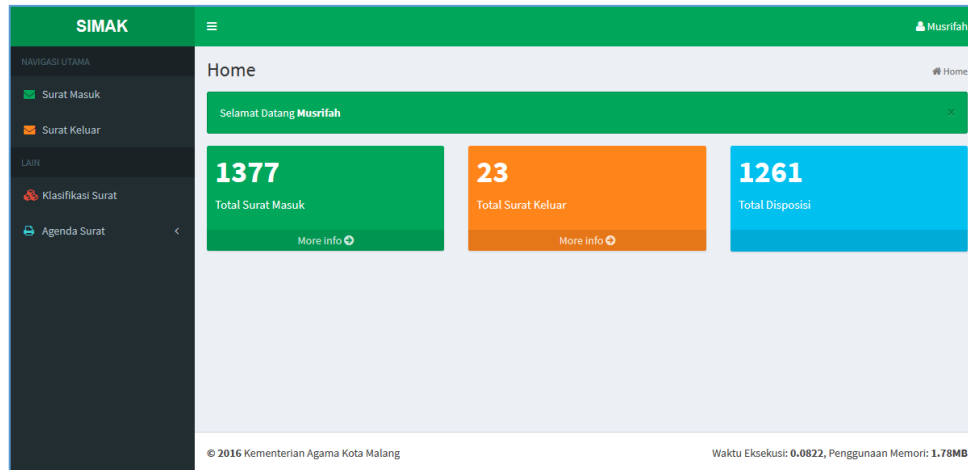 SIMAK
Musrifah
NAVIGASI UTAMA
Surat Masuk
Surat Keluar
LAIN
Klasifikasi Surat
Agenda Surat
Home
Home
Selamat Datang Musrifah
×
1377
Total Surat Masuk
More info
23
Total Surat Keluar
More info
1261
Total Disposisi
© 2016 Kementerian Agama Kota Malang
Waktu Eksekusi: 0.0822, Penggunaan Memori: 1.78MB